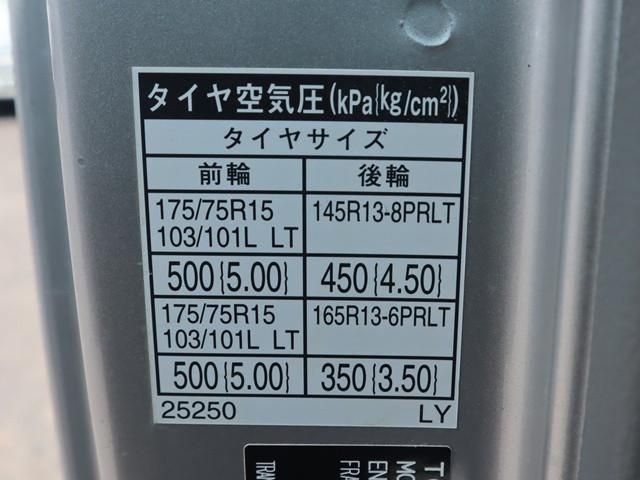 タイヤ空気圧(kPa{kg/cm²})
タイヤサイズ
前輪 後輪
175/75R15 145R13-8PRLT
103/101L LT
500{5.00} 450{4.50}
175/75R15 165R13-6PRLT
103/101L LT
500{5.00} 350{3.50}
25250 LY